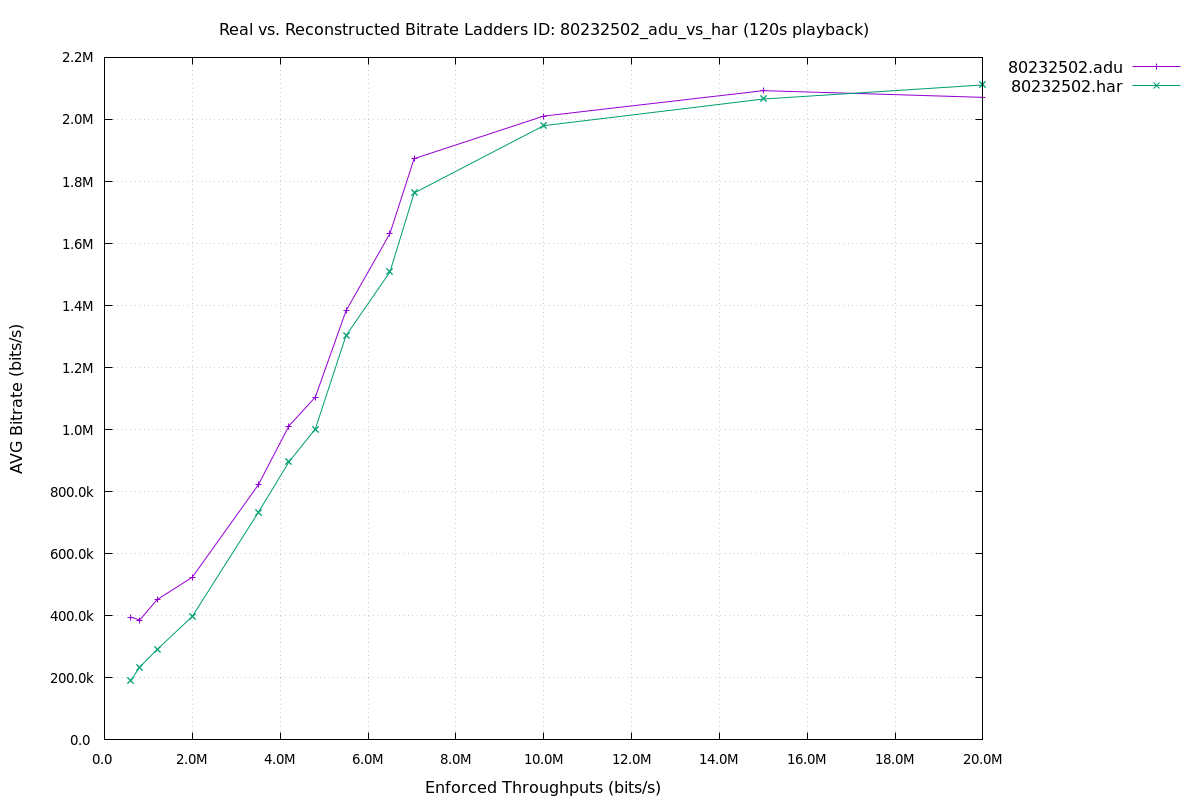 Real vs. Reconstructed Bitrate Ladders ID: 80232502_adu_vs_har (120s playback)
80232502.adu
80232502.har
2.2M
2.0M
1.8M
1.6M
1.4M
1.2M
1.0M
800.0k
600.0k
400.0k
200.0k
0.0
AVG Bitrate (bits/s)
0.0 2.0M 4.0M 6.0M 8.0M 10.0M 12.0M 14.0M 16.0M 18.0M 20.0M
Enforced Throughputs (bits/s)